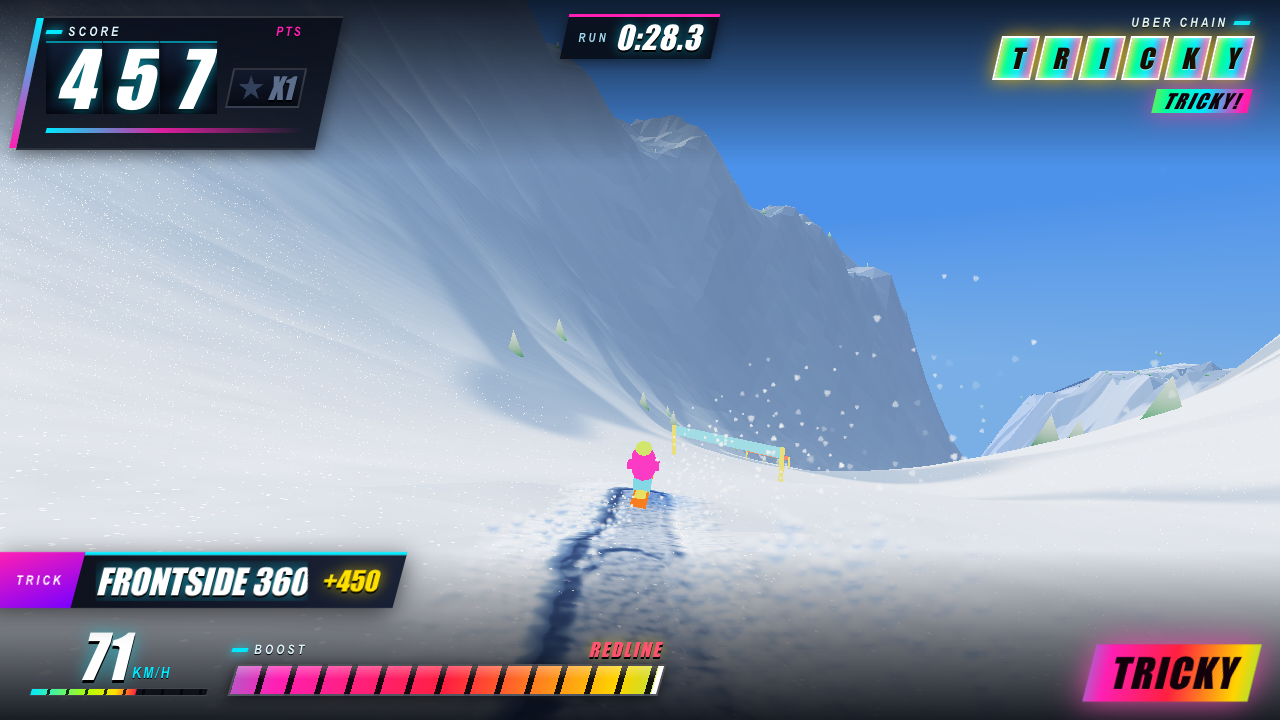 SCORE PTS
457
★ X1
RUN 0:28.3
UBER CHAIN
TRICKY
TRICKY!
TRICK FRONTSIDE 360 +450
71 KM/H
BOOST REDLINE
TRICKY